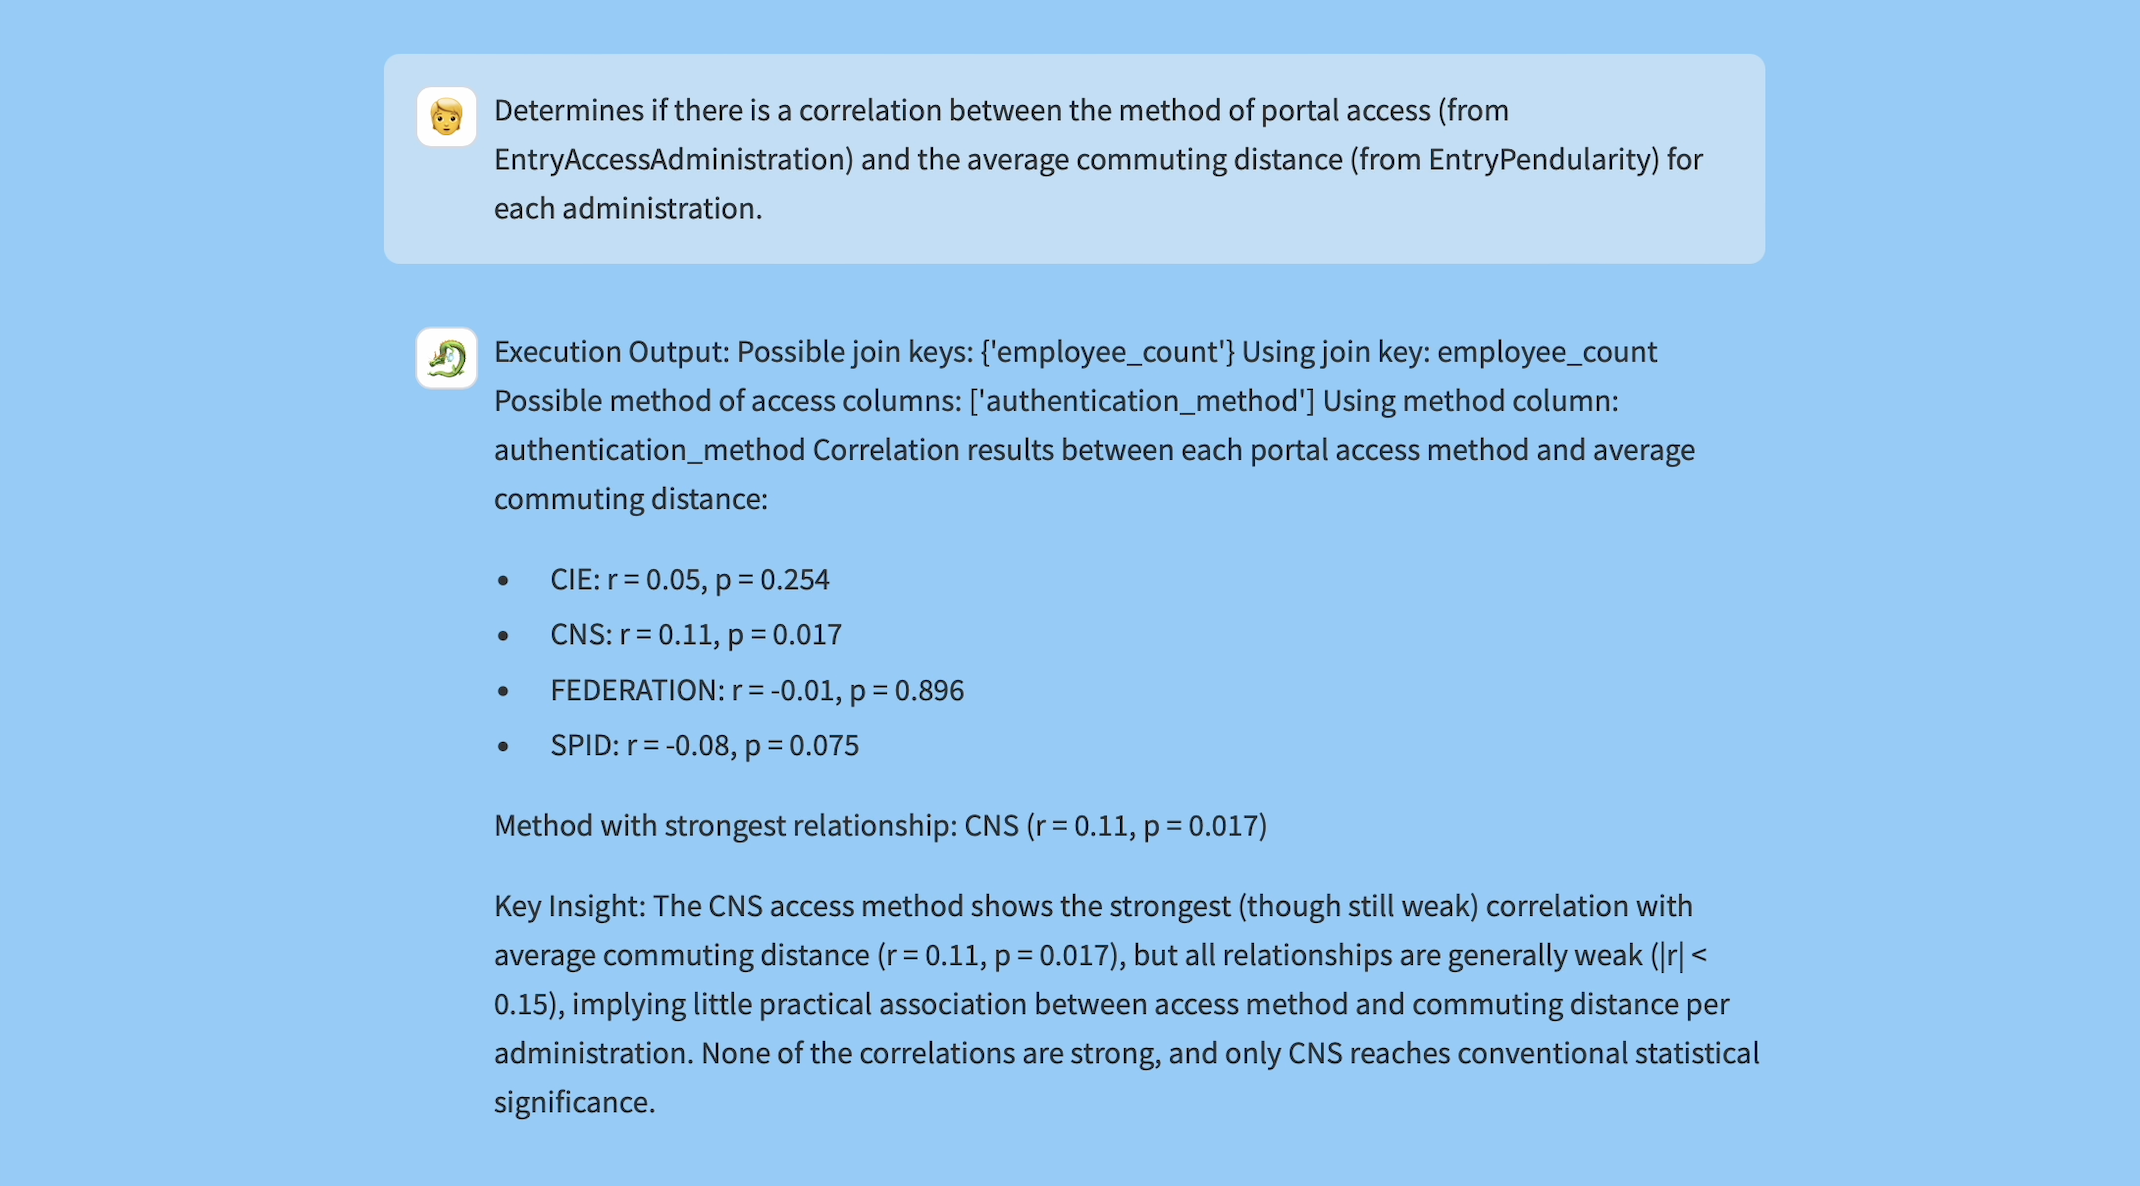 Determines if there is a correlation between the method of portal access (from
EntryAccessAdministration) and the average commuting distance (from EntryPendularity) for
each administration.
Execution Output: Possible join keys: {'employee_count'} Using join key: employee_count
Possible method of access columns: ['authentication_method'] Using method column:
authentication_method Correlation results between each portal access method and average
commuting distance:
• CIE: r = 0.05, p = 0.254
• CNS: r = 0.11, p = 0.017
• FEDERATION: r = -0.01, p = 0.896
• SPID: r = -0.08, p = 0.075
Method with strongest relationship: CNS (r = 0.11, p = 0.017)
Key Insight: The CNS access method shows the strongest (though still weak) correlation with
average commuting distance (r = 0.11, p = 0.017), but all relationships are generally weak (|r| <
0.15), implying little practical association between access method and commuting distance per
administration. None of the correlations are strong, and only CNS reaches conventional statistical
significance.